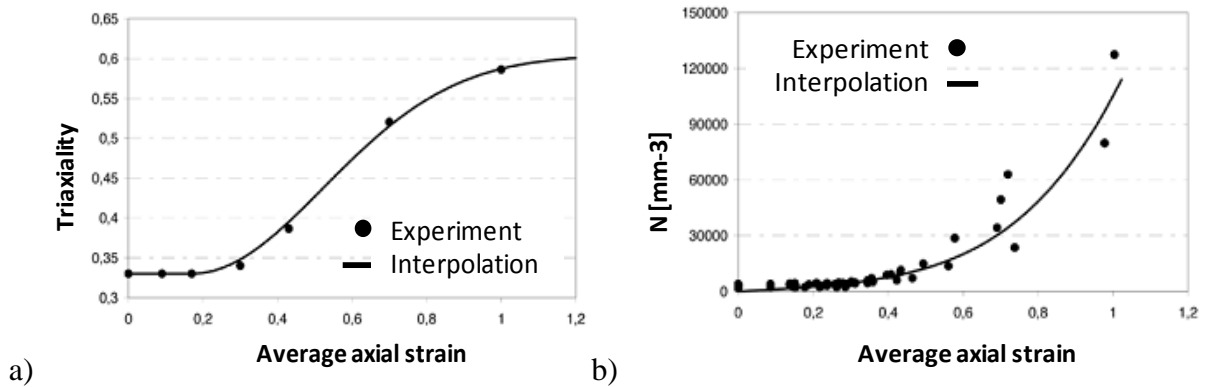 0,65
0,6
0,55
0,5
0,45
0,4
0,35
0,3
Triaxiality
0 0,2 0,4 0,6 0,8 1 1,2
Average axial strain
Experiment
Interpolation
a)
150000
120000
90000
60000
30000
0
N [mm-3]
0 0,2 0,4 0,6 0,8 1 1,2
Average axial strain
Experiment
Interpolation
b)